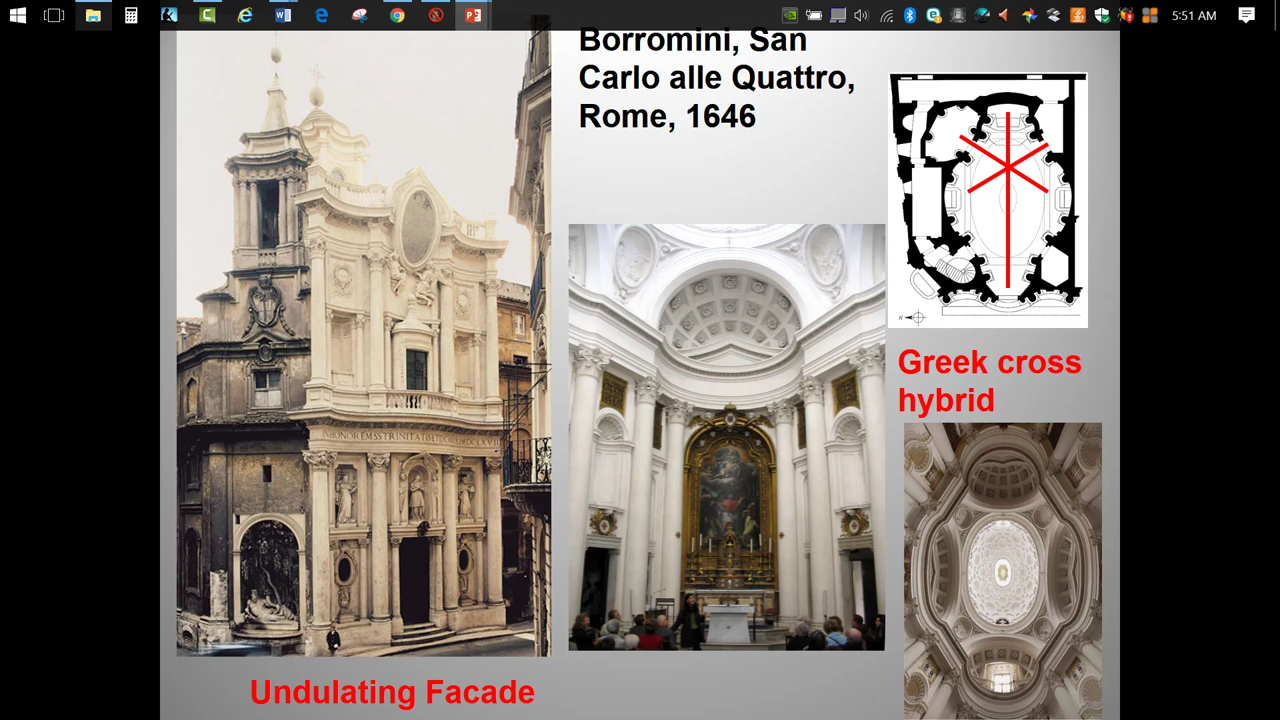 5:51 AM
Borromini, San
Carlo alle Quattro,
Rome, 1646
Greek cross
hybrid
Undulating Facade